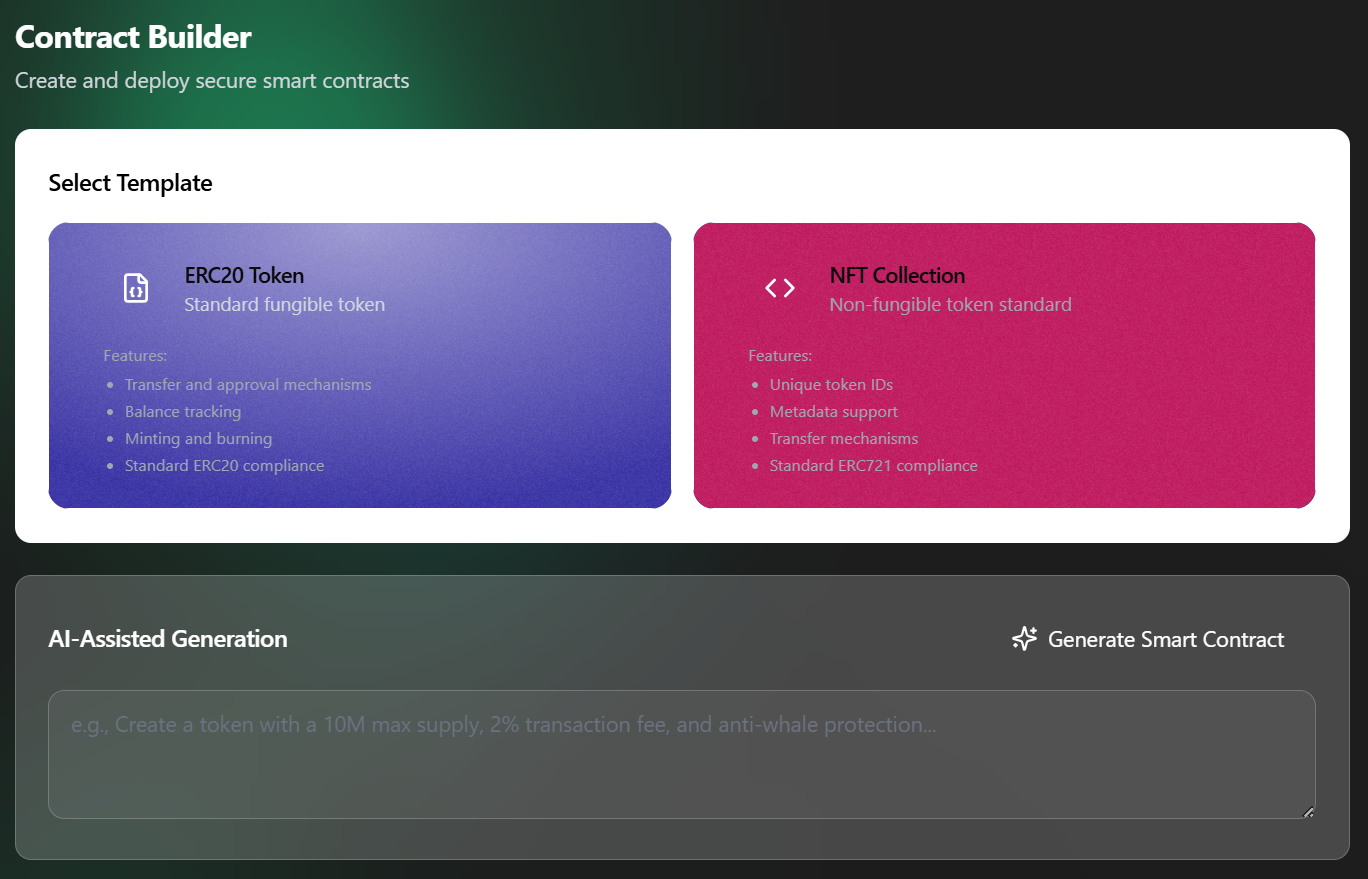 Contract Builder
Create and deploy secure smart contracts
Select Template
ERC20 Token
Standard fungible token
Features:
Transfer and approval mechanisms
Balance tracking
Minting and burning
Standard ERC20 compliance
NFT Collection
Non-fungible token standard
Features:
Unique token IDs
Metadata support
Transfer mechanisms
Standard ERC721 compliance
AI-Assisted Generation
Generate Smart Contract
e.g., Create a token with a 10M max supply, 2% transaction fee, and anti-whale protection...